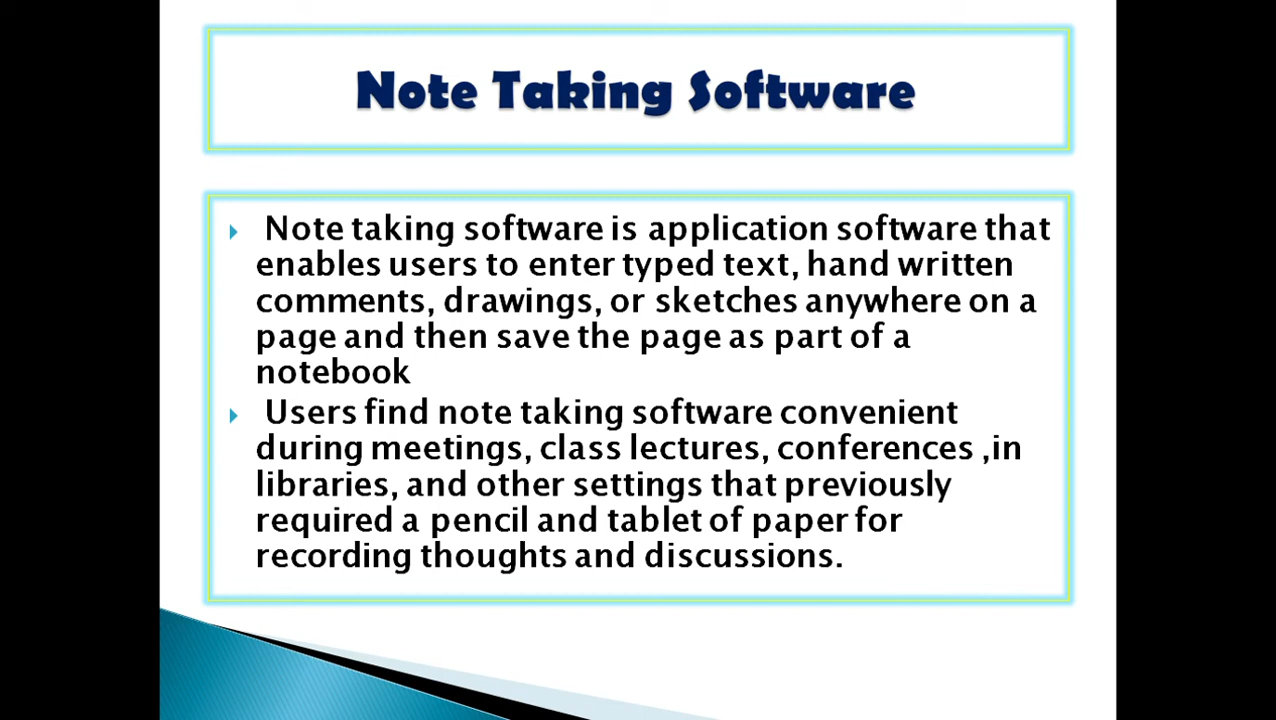 Note Taking Software
Note taking software is application software that
enables users to enter typed text, hand written
comments, drawings, or sketches anywhere on a
page and then save the page as part of a
notebook
Users find note taking software convenient
during meetings, class lectures, conferences ,in
libraries, and other settings that previously
required a pencil and tablet of paper for
recording thoughts and discussions.